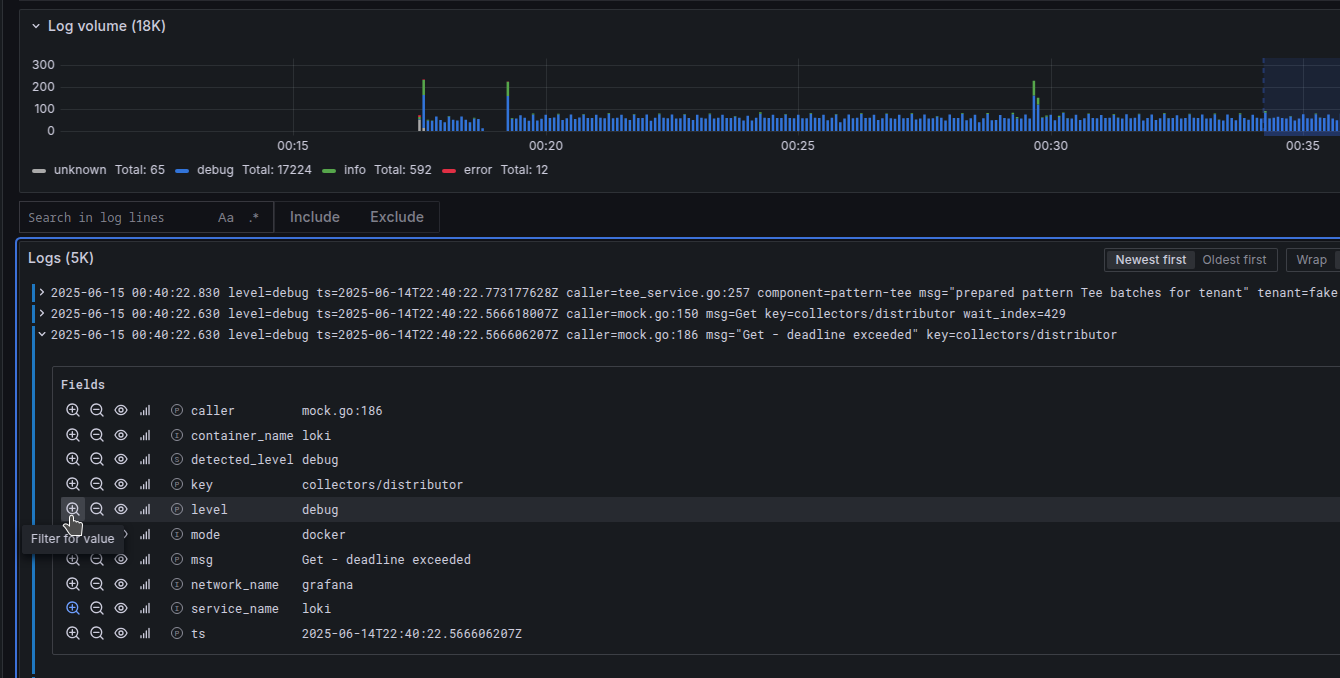 Log volume (18K)
300
200
100
0
00:15 00:20 00:25 00:30 00:35
unknown Total: 65 debug Total: 17224 info Total: 592 error Total: 12
Search in log lines Aa .* Include Exclude
Logs (5K) Newest first Oldest first Wrap
2025-06-15 00:40:22.830 level=debug ts=2025-06-14T22:40:22.773177628Z caller=tee_service.go:257 component=pattern-tee msg="prepared pattern Tee batches for tenant" tenant=fake
2025-06-15 00:40:22.630 level=debug ts=2025-06-14T22:40:22.566618007Z caller=mock.go:150 msg=Get key=collectors/distributor wait_index=429
2025-06-15 00:40:22.630 level=debug ts=2025-06-14T22:40:22.566606207Z caller=mock.go:186 msg="Get - deadline exceeded" key=collectors/distributor
Fields
P caller mock.go:186
I container_name loki
S detected_level debug
P key collectors/distributor
P level debug
I mode docker
Filter for value
P msg Get - deadline exceeded
I network_name grafana
I service_name loki
P ts 2025-06-14T22:40:22.566606207Z